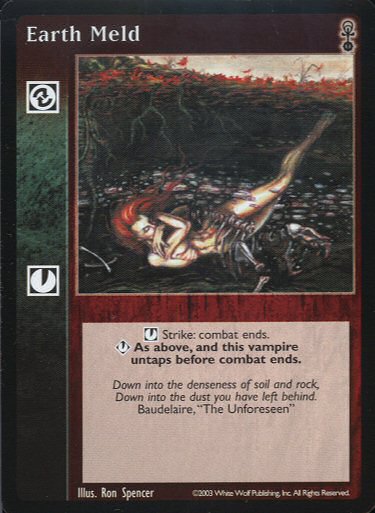 Earth Meld
Strike: combat ends.
As above, and this vampire
untaps before combat ends.
Down into the denseness of soil and rock,
Down into the dust you have left behind.
Baudelaire, "The Unforeseen"
Illus. Ron Spencer
©2003 White Wolf Publishing, Inc. All Rights Reserved.